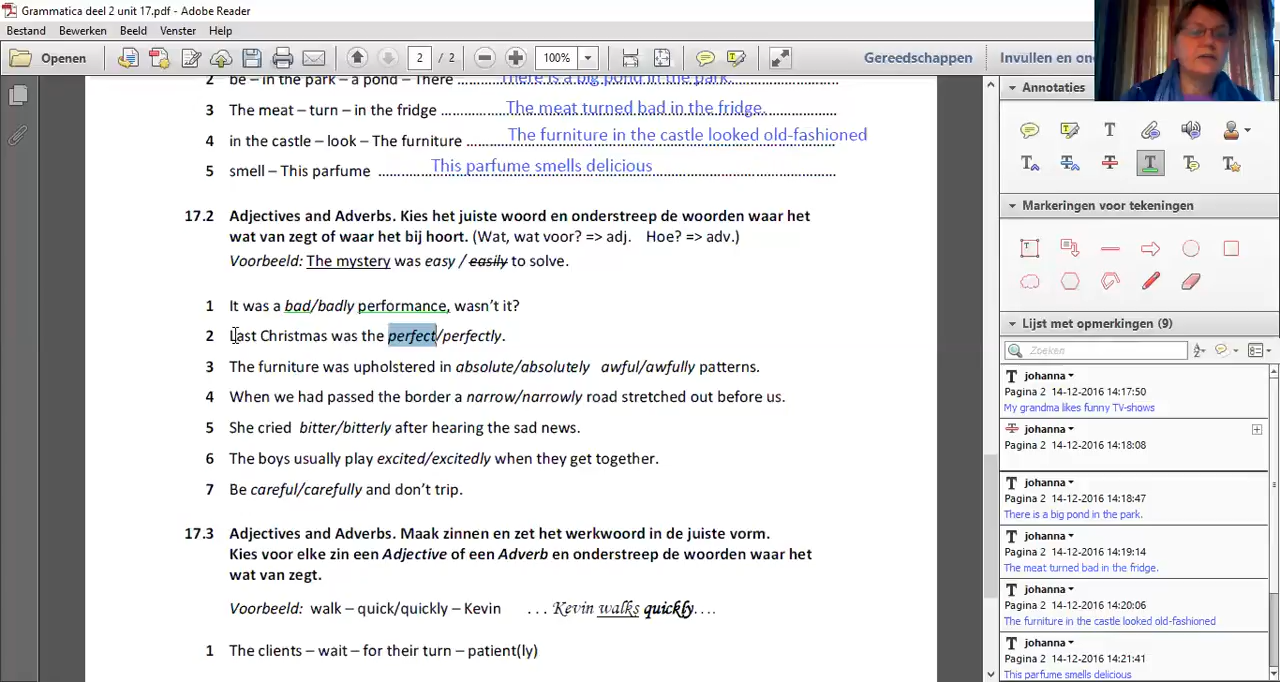 Grammatica deel 2 unit 17.pdf - Adobe Reader
Bestand Bewerken Beeld Venster Help
Openen 2 / 2 100% Gereedschappen Invullen en
2 be – in the park – a pond – There There is a big pond in the park.
3 The meat – turn – in the fridge The meat turned bad in the fridge.
4 in the castle – look – The furniture The furniture in the castle looked old-fashioned
5 smell – This parfume This parfume smells delicious
17.2 Adjectives and Adverbs. Kies het juiste woord en onderstreep de woorden waar het
wat van zegt of waar het bij hoort. (Wat, wat voor? => adj. Hoe? => adv.)
Voorbeeld: The mystery was easy / easily to solve.
1 It was a bad/badly performance, wasn't it?
2 Last Christmas was the perfect/perfectly.
3 The furniture was upholstered in absolute/absolutely awful/awfully patterns.
4 When we had passed the border a narrow/narrowly road stretched out before us.
5 She cried bitter/bitterly after hearing the sad news.
6 The boys usually play excited/excitedly when they get together.
7 Be careful/carefully and don't trip.
17.3 Adjectives and Adverbs. Maak zinnen en zet het werkwoord in de juiste vorm.
Kies voor elke zin een Adjective of een Adverb en onderstreep de woorden waar het
wat van zegt.
Voorbeeld: walk – quick/quickly – Kevin . . . Kevin walks quickly. . . .
1 The clients – wait – for their turn – patient(ly)
Annotaties
Markeringen voor tekeningen
Lijst met opmerkingen (9)
Zoeken
johanna
Pagina 2 14-12-2016 14:17:50
My grandma likes funny TV-shows
johanna
Pagina 2 14-12-2016 14:18:08
johanna
Pagina 2 14-12-2016 14:18:47
There is a big pond in the park.
johanna
Pagina 2 14-12-2016 14:19:14
The meat turned bad in the fridge.
johanna
Pagina 2 14-12-2016 14:20:06
The furniture in the castle looked old-fashioned
johanna
Pagina 2 14-12-2016 14:21:41
This parfume smells delicious